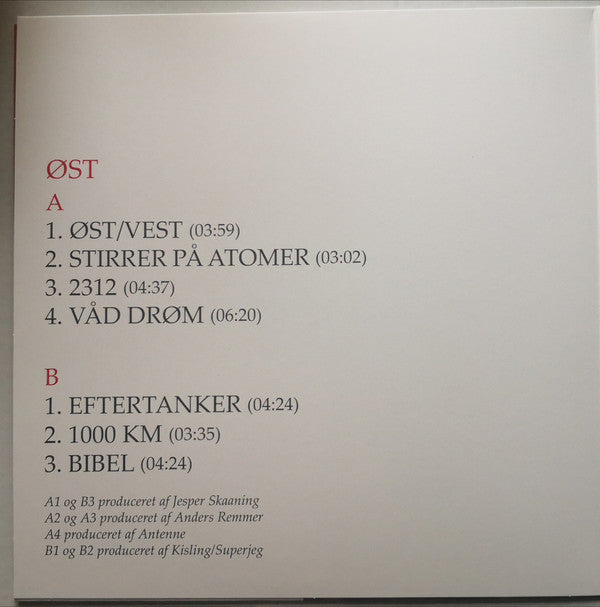 ØST
A
1. ØST/VEST (03:59)
2. STIRRER PÅ ATOMER (03:02)
3. 2312 (04:37)
4. VÅD DRØM (06:20)
B
1. EFTERTANKER (04:24)
2. 1000 KM (03:35)
3. BIBEL (04:24)
A1 og B3 produceret af Jesper Skaaning
A2 og A3 produceret af Anders Remmer
A4 produceret af Antenne
B1 og B2 produceret af Kisling/Superjeg